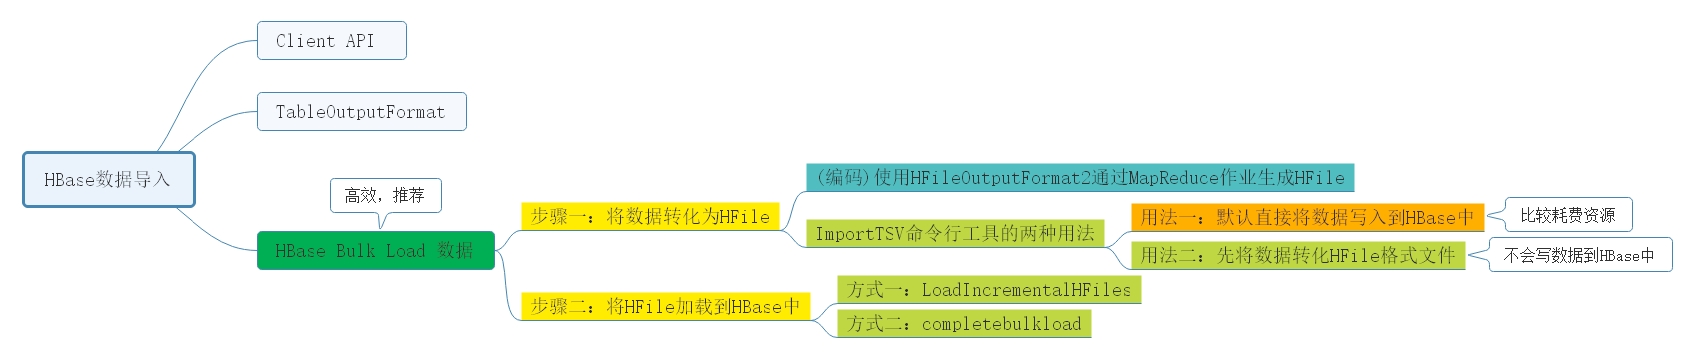 HBase数据导入
Client API
TableOutputFormat
高效，推荐
HBase Bulk Load 数据
步骤一：将数据转化为HFile
(编码)使用HFileOutputFormat2通过MapReduce作业生成HFile
ImportTSV命令行工具的两种用法
用法一：默认直接将数据写入到HBase中
比较耗费资源
用法二：先将数据转化HFile格式文件
不会写数据到HBase中
步骤二：将HFile加载到HBase中
方式一：LoadIncrementalHFiles
方式二：completebulkload